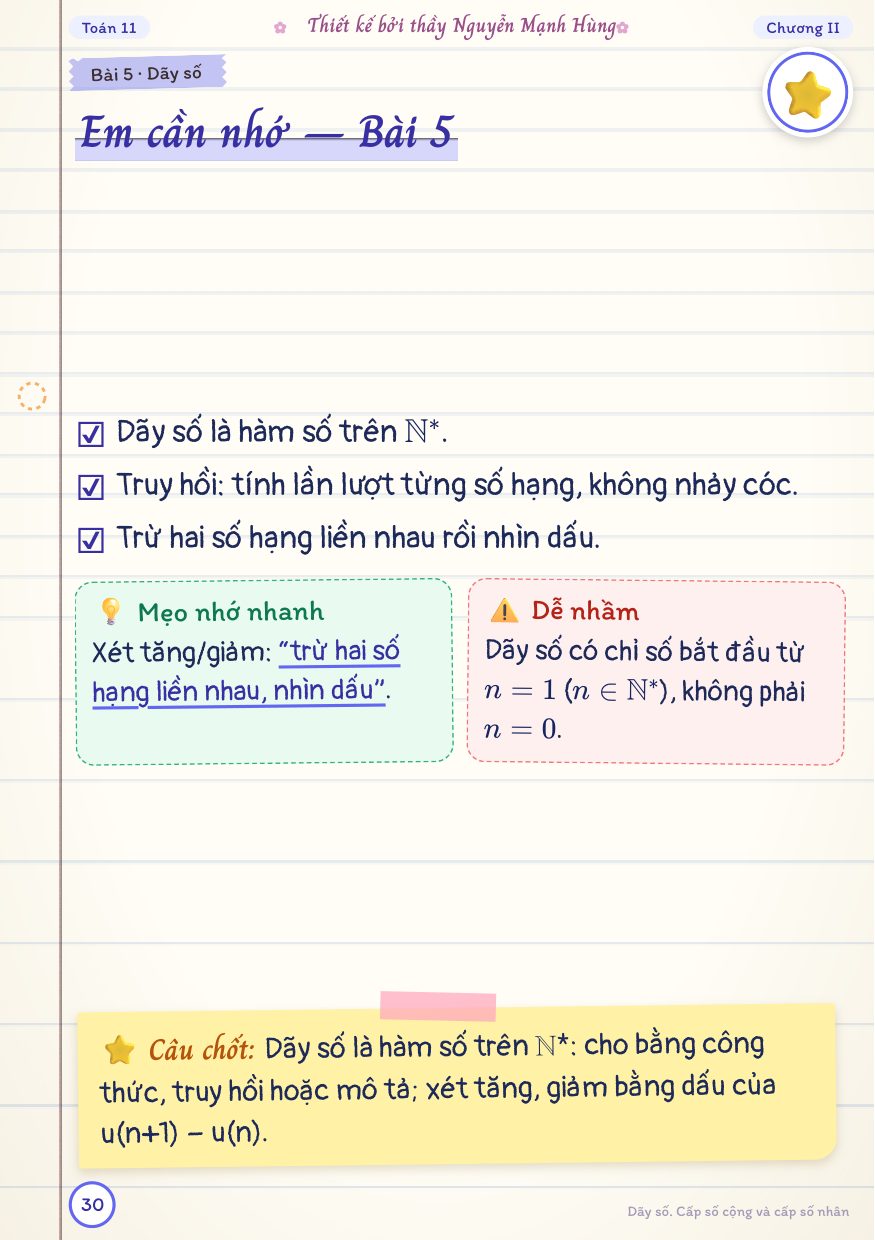 Toán 11
Thiết kế bởi thầy Nguyễn Mạnh Hùng
Chương II
Bài 5 · Dãy số
Em cần nhớ — Bài 5
Dãy số là hàm số trên ℕ*.
Truy hồi: tính lần lượt từng số hạng, không nhảy cóc.
Trừ hai số hạng liền nhau rồi nhìn dấu.
Mẹo nhớ nhanh
Xét tăng/giảm: “trừ hai số
hạng liền nhau, nhìn dấu”.
Dễ nhầm
Dãy số có chỉ số bắt đầu từ
n = 1 (n ∈ ℕ*), không phải
n = 0.
Câu chốt: Dãy số là hàm số trên ℕ*: cho bằng công
thức, truy hồi hoặc mô tả; xét tăng, giảm bằng dấu của
u(n+1) − u(n).
30
Dãy số. Cấp số cộng và cấp số nhân